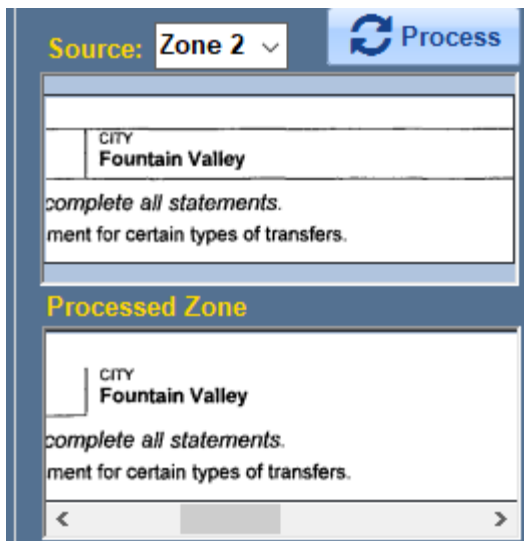 Source: Zone 2 Process
CITY
Fountain Valley
complete all statements.
ment for certain types of transfers.
Processed Zone
CITY
Fountain Valley
complete all statements.
ment for certain types of transfers.